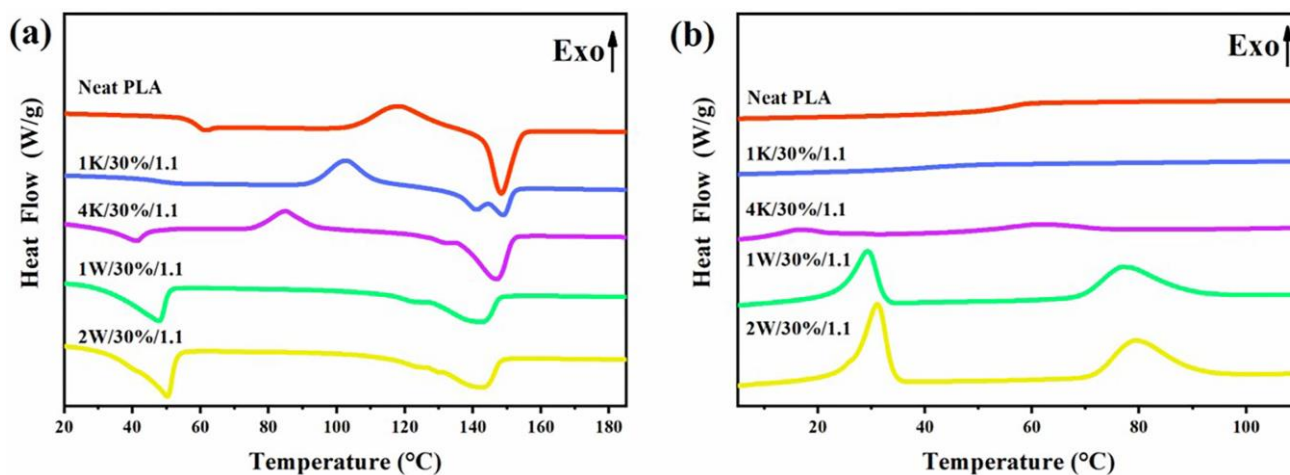 (a)
Exo
Neat PLA
1K/30%/1.1
4K/30%/1.1
1W/30%/1.1
2W/30%/1.1
Heat Flow (W/g)
20 40 60 80 100 120 140 160 180
Temperature (°C)
(b)
Exo
Neat PLA
1K/30%/1.1
4K/30%/1.1
1W/30%/1.1
2W/30%/1.1
Heat Flow (W/g)
20 40 60 80 100
Temperature (°C)